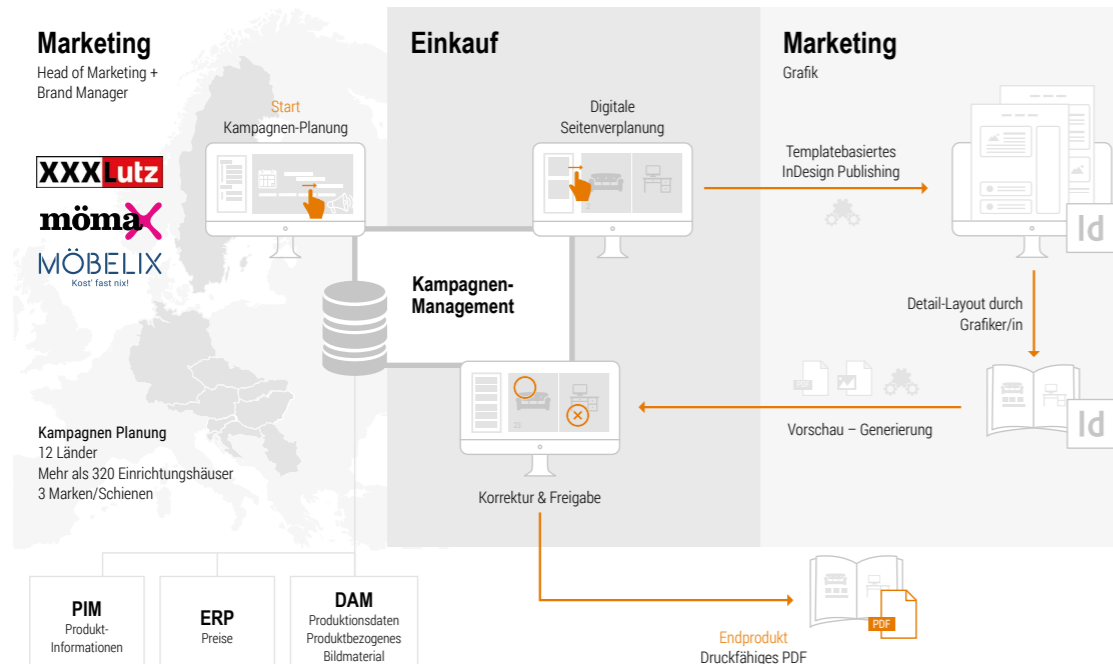 Marketing
Head of Marketing +
Brand Manager
XXXLutz
mömaX
MÖBELIX
Kost' fast nix!
Start
Kampagnen-Planung
Kampagnen Planung
12 Länder
Mehr als 320 Einrichtungshäuser
3 Marken/Schienen
Einkauf
Digitale
Seitenverplanung
Kampagnen-
Management
Korrektur & Freigabe
Marketing
Grafik
Templatebasiertes
InDesign Publishing
Id
Detail-Layout durch
Grafiker/in
PDF
Vorschau – Generierung
Id
PIM
Produkt-
Informationen
ERP
Preise
DAM
Produktionsdaten
Produktbezogenes
Bildmaterial
PDF
Endprodukt
Druckfähiges PDF